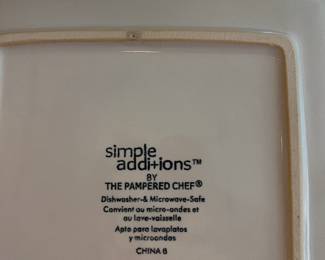 simple
additions™
BY
THE PAMPERED CHEF®
Dishwasher & Microwave-Safe
Convient au micro-ondes et
au lave-vaisselle
Apto para lavaplatos
y microondas
CHINA 8